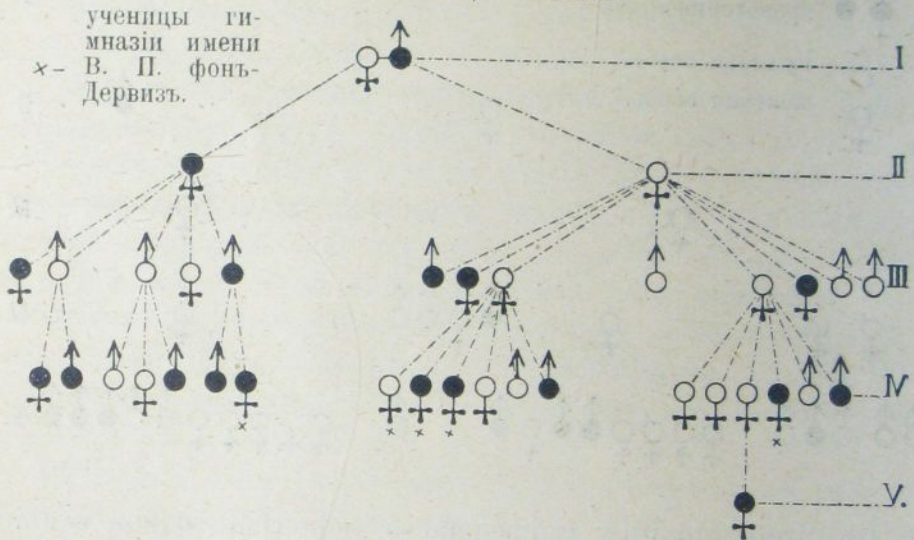 ученицы ги-
мназіи имени
×– В. П. фонъ-
Дервизъ.
I
II
III
IV
× × × × ×
V.